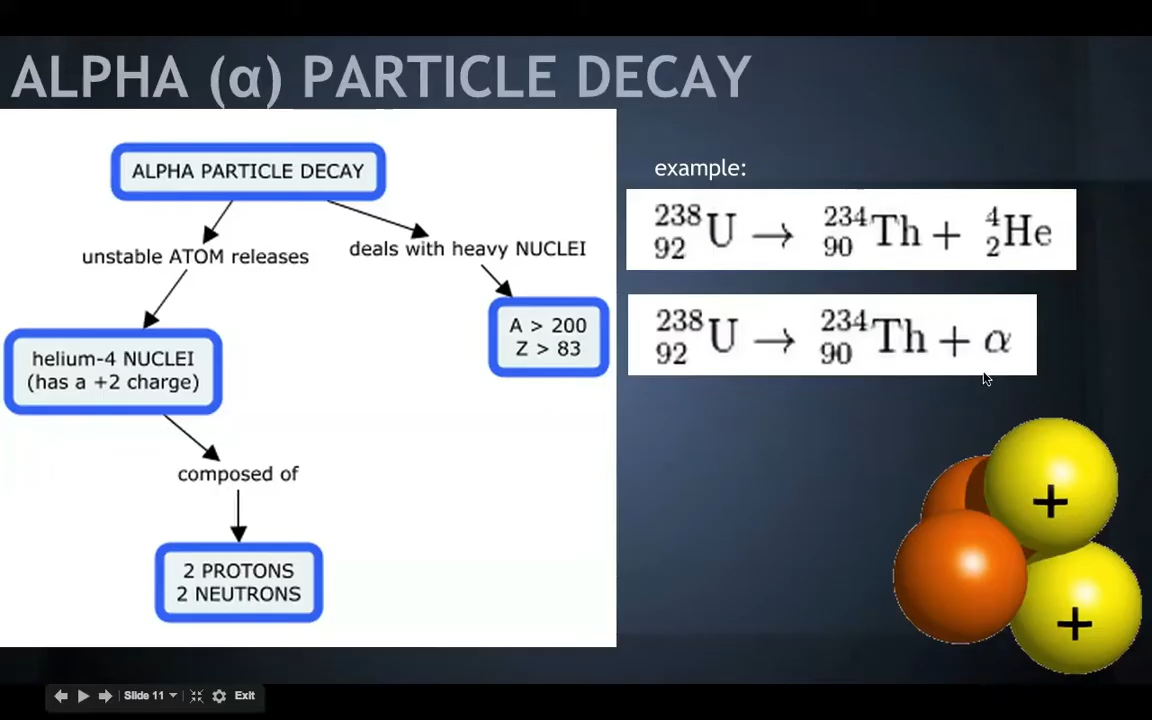 ALPHA (α) PARTICLE DECAY
ALPHA PARTICLE DECAY
unstable ATOM releases
deals with heavy NUCLEI
helium-4 NUCLEI
(has a +2 charge)
A > 200
Z > 83
composed of
2 PROTONS
2 NEUTRONS
example:
²³⁸₉₂U → ²³⁴₉₀Th + ⁴₂He
²³⁸₉₂U → ²³⁴₉₀Th + α
+
+
Slide 11
Exit